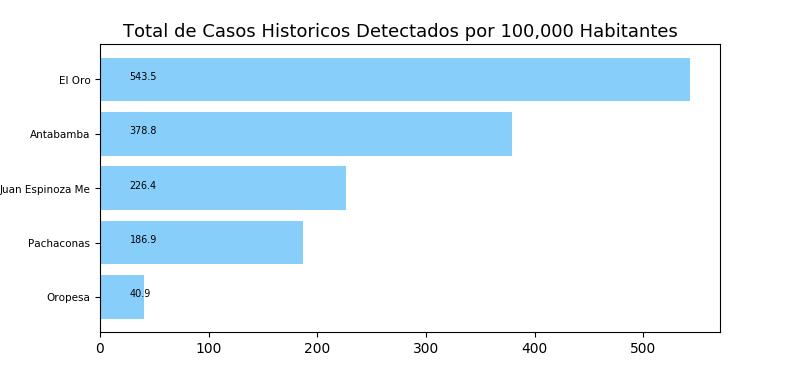 Total de Casos Historicos Detectados por 100,000 Habitantes
El Oro 543.5
Antabamba 378.8
Juan Espinoza Me 226.4
Pachaconas 186.9
Oropesa 40.9
0 100 200 300 400 500